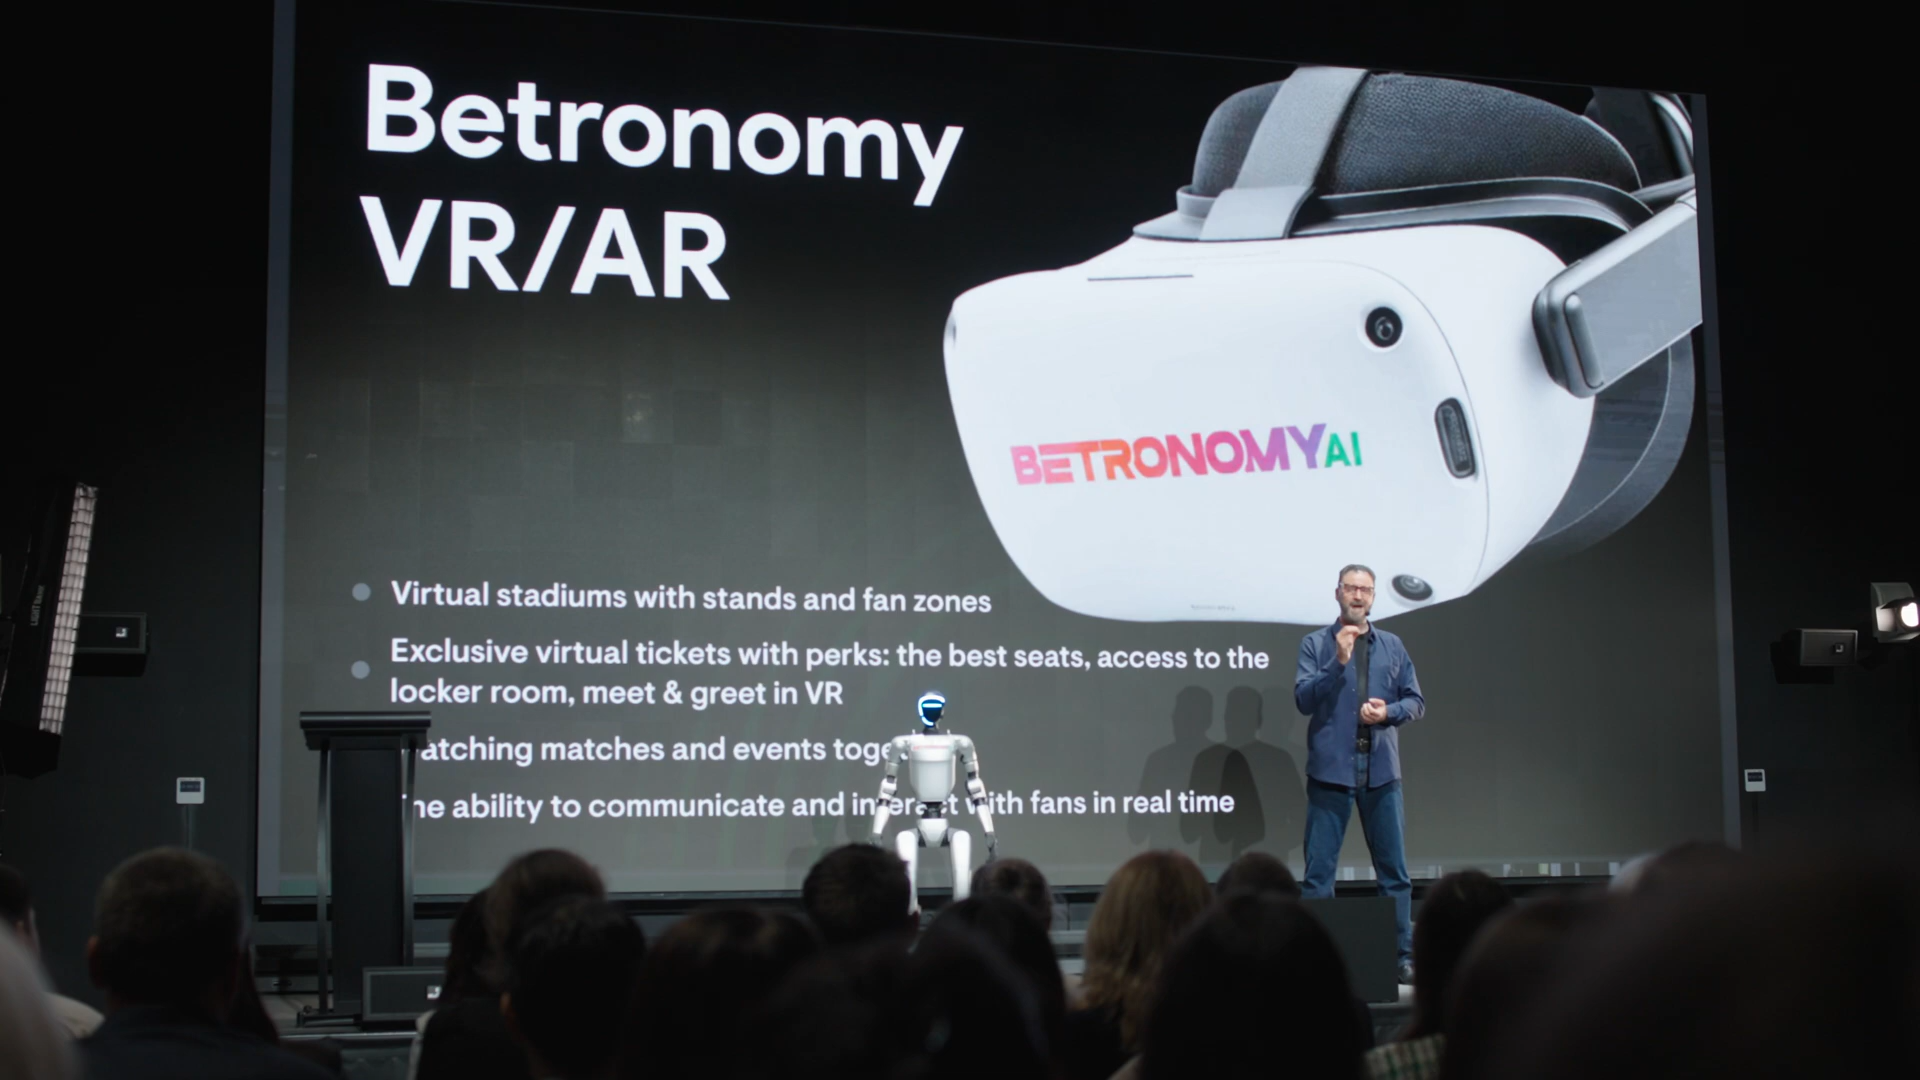 Betronomy
VR/AR
BETRONOMYAI
Virtual stadiums with stands and fan zones
Exclusive virtual tickets with perks: the best seats, access to the
locker room, meet & greet in VR
atching matches and events toge
he ability to communicate and interact with fans in real time